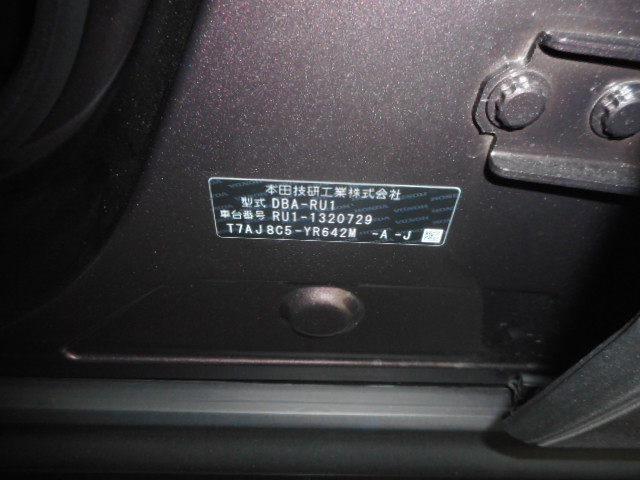 本田技研工業株式会社
型式 DBA-RU1
車台番号 RU1-1320729
T7AJ8C5-YR642M -A -J